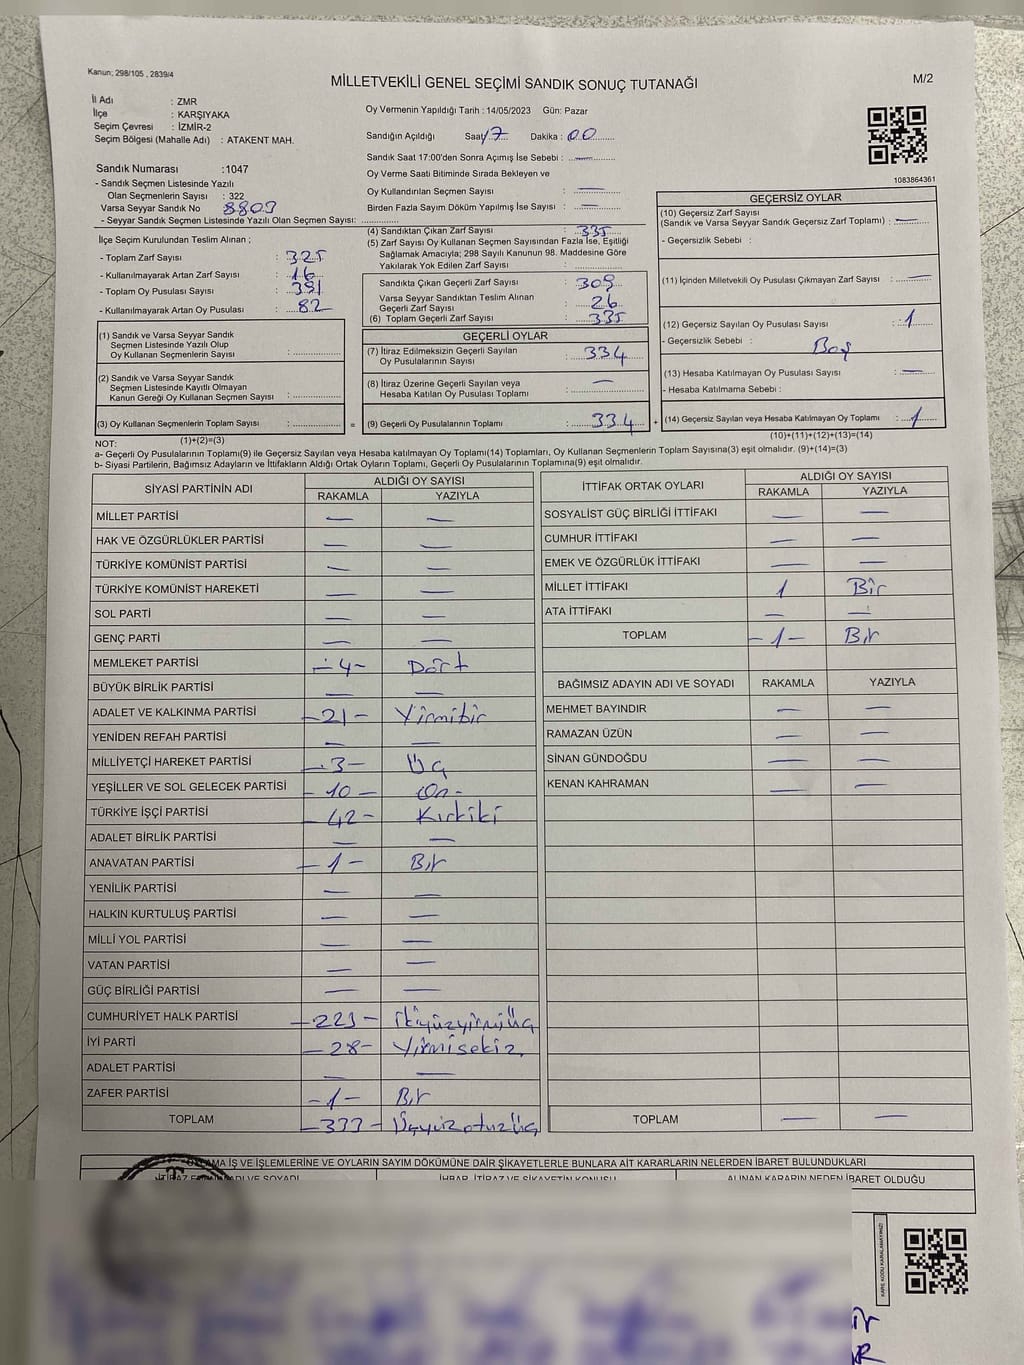 Kanun; 298/105 , 2839/4
MİLLETVEKİLİ GENEL SEÇİMİ SANDIK SONUÇ TUTANAĞI
M/2
İl Adı : ZMR
İlçe : KARŞIYAKA
Seçim Çevresi : İZMİR-2
Seçim Bölgesi (Mahalle Adı) : ATAKENT MAH.
Oy Vermenin Yapıldığı Tarih : 14/05/2023 Gün: Pazar
Sandığın Açıldığı Saat 17 Dakika : 00
Sandık Saat 17:00'den Sonra Açımış İse Sebebi : —
Oy Verme Saati Bitiminde Sırada Bekleyen ve
Oy Kullandırılan Seçmen Sayısı : —
Birden Fazla Sayım Döküm Yapılmış İse Sayısı : —
1083864361
Sandık Numarası :1047
- Sandık Seçmen Listesinde Yazılı
Olan Seçmenlerin Sayısı : 322
Varsa Seyyar Sandık No 8803
- Seyyar Sandık Seçmen Listesinde Yazılı Olan Seçmen Sayısı: ..............
İlçe Seçim Kurulundan Teslim Alınan ;
- Toplam Zarf Sayısı : 325
- Kullanılmayarak Artan Zarf Sayısı : 16
- Toplam Oy Pusulası Sayısı : 391
- Kullanılmayarak Artan Oy Pusulası : 82
(1) Sandık ve Varsa Seyyar Sandık
Seçmen Listesinde Yazılı Olup
Oy Kullanan Seçmenlerin Sayısı :..................
(2) Sandık ve Varsa Seyyar Sandık
Seçmen Listesinde Kayıtlı Olmayan
Kanun Gereği Oy Kullanan Seçmen Sayısı :..................
(3) Oy Kullanan Seçmenlerin Toplam Sayısı :..................
(1)+(2)=(3)
(4) Sandıktan Çıkan Zarf Sayısı : 335
(5) Zarf Sayısı Oy Kullanan Seçmen Sayısından Fazla İse, Eşitliği
Sağlamak Amacıyla; 298 Sayılı Kanunun 98. Maddesine Göre
Yakılarak Yok Edilen Zarf Sayısı :..................
Sandıkta Çıkan Geçerli Zarf Sayısı : 309
Varsa Seyyar Sandıktan Teslim Alınan
Geçerli Zarf Sayısı : 26
(6) Toplam Geçerli Zarf Sayısı : 335
GEÇERLİ OYLAR
(7) İtiraz Edilmeksizin Geçerli Sayılan
Oy Pusulalarının Sayısı : 334
(8) İtiraz Üzerine Geçerli Sayılan veya
Hesaba Katılan Oy Pusulası Toplamı : —
= (9) Geçerli Oy Pusulalarının Toplamı : 334
GEÇERSİZ OYLAR
(10) Geçersiz Zarf Sayısı
(Sandık ve Varsa Seyyar Sandık Geçersiz Zarf Toplamı) : —
- Geçersizlik Sebebi :
(11) İçinden Milletvekili Oy Pusulası Çıkmayan Zarf Sayısı : —
(12) Geçersiz Sayılan Oy Pusulası Sayısı : 1
- Geçersizlik Sebebi : Boş
(13) Hesaba Katılmayan Oy Pusulası Sayısı : —
- Hesaba Katılmama Sebebi :
+ (14) Geçersiz Sayılan veya Hesaba Katılmayan Oy Toplamı : 1
(10)+(11)+(12)+(13)=(14)
NOT:
a- Geçerli Oy Pusulalarının Toplamı(9) ile Geçersiz Sayılan veya Hesaba katılmayan Oy Toplamı(14) Toplamları, Oy Kullanan Seçmenlerin Toplam Sayısına(3) eşit olmalıdır. (9)+(14)=(3)
b- Siyasi Partilerin, Bağımsız Adayların ve İttifakların Aldığı Ortak Oyların Toplamı, Geçerli Oy Pusulalarının Toplamına(9) eşit olmalıdır.
SİYASİ PARTİNİN ADI ALDIĞI OY SAYISI
RAKAMLA YAZIYLA
MİLLET PARTİSİ — —
HAK VE ÖZGÜRLÜKLER PARTİSİ — —
TÜRKİYE KOMÜNİST PARTİSİ — —
TÜRKİYE KOMÜNİST HAREKETİ — —
SOL PARTİ — —
GENÇ PARTİ — —
MEMLEKET PARTİSİ -4- Dört
BÜYÜK BİRLİK PARTİSİ — —
ADALET VE KALKINMA PARTİSİ -21- Yirmibir
YENİDEN REFAH PARTİSİ — —
MİLLİYETÇİ HAREKET PARTİSİ -3- Üç
YEŞİLLER VE SOL GELECEK PARTİSİ -10- On-
TÜRKİYE İŞÇİ PARTİSİ -42- Kırkiki
ADALET BİRLİK PARTİSİ — —
ANAVATAN PARTİSİ -1- Bir
YENİLİK PARTİSİ — —
HALKIN KURTULUŞ PARTİSİ — —
MİLLİ YOL PARTİSİ — —
VATAN PARTİSİ — —
GÜÇ BİRLİĞİ PARTİSİ — —
CUMHURİYET HALK PARTİSİ -223- İkiyüzyirmiüç
İYİ PARTİ -28- Yirmisekiz
ADALET PARTİSİ — —
ZAFER PARTİSİ -1- Bir
TOPLAM -333- Üçyüzotuzüç
İTTİFAK ORTAK OYLARI ALDIĞI OY SAYISI
RAKAMLA YAZIYLA
SOSYALİST GÜÇ BİRLİĞİ İTTİFAKI — —
CUMHUR İTTİFAKI — —
EMEK VE ÖZGÜRLÜK İTTİFAKI — —
MİLLET İTTİFAKI 1 Bir
ATA İTTİFAKI — —
TOPLAM -1- Bir
BAĞIMSIZ ADAYIN ADI VE SOYADI RAKAMLA YAZIYLA
MEHMET BAYINDIR — —
RAMAZAN ÜZÜN — —
SİNAN GÜNDOĞDU — —
KENAN KAHRAMAN — —
TOPLAM — —
İŞ VE İŞLEMLERİNE VE OYLARIN SAYIM DÖKÜMÜNE DAİR ŞİKAYETLERLE BUNLARA AİT KARARLARIN NELERDEN İBARET BULUNDUKLARI
İHBAR, İTİRAZ VE ŞİKAYETİN KONUSU ALINAN KARARIN NEDEN İBARET OLDUĞU
KARE KODU KARALAMAYINIZ!